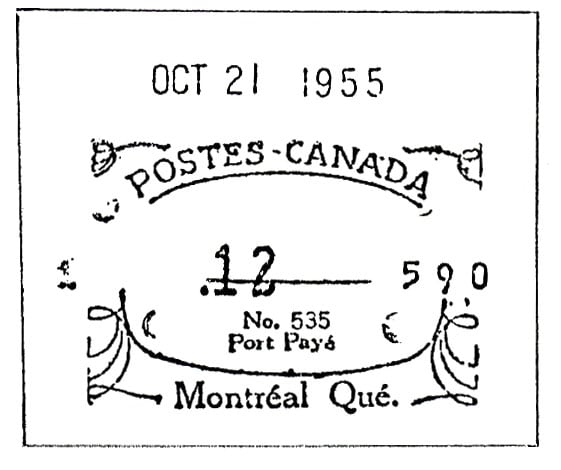 OCT 21 1955
POSTES-CANADA
.12 590
No. 535
Port Payé
Montréal Qué.